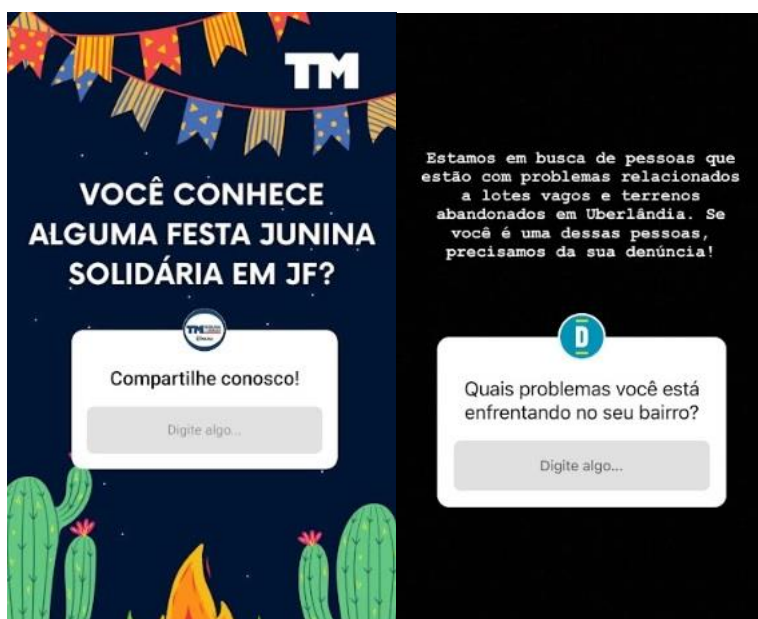 TM
VOCÊ CONHECE
ALGUMA FESTA JUNINA
SOLIDÁRIA EM JF?
TM
Compartilhe conosco!
Digite algo...
Estamos em busca de pessoas que
estão com problemas relacionados
a lotes vagos e terrenos
abandonados em Uberlândia. Se
você é uma dessas pessoas,
precisamos da sua denúncia!
D
Quais problemas você está
enfrentando no seu bairro?
Digite algo...